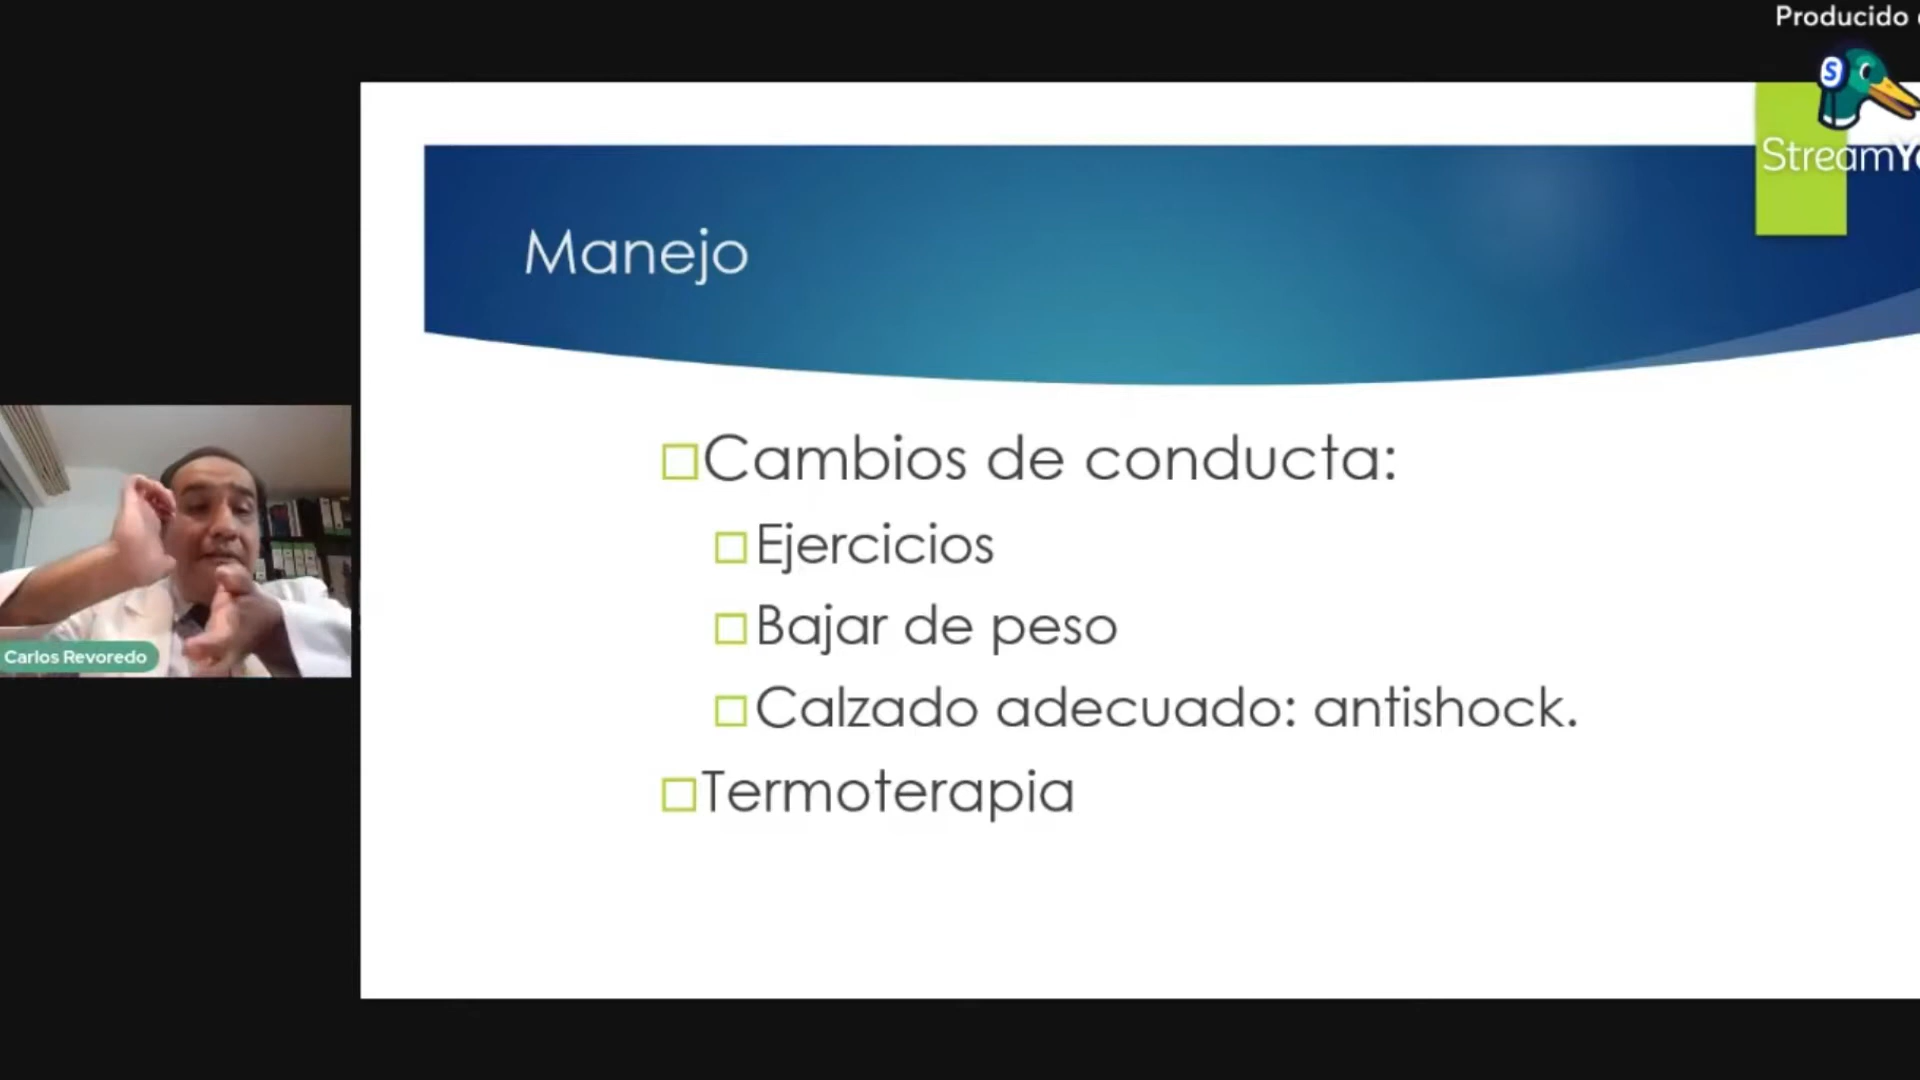 Producido
StreamY
Manejo
Cambios de conducta:
Ejercicios
Bajar de peso
Calzado adecuado: antishock.
Termoterapia
Carlos Revoredo